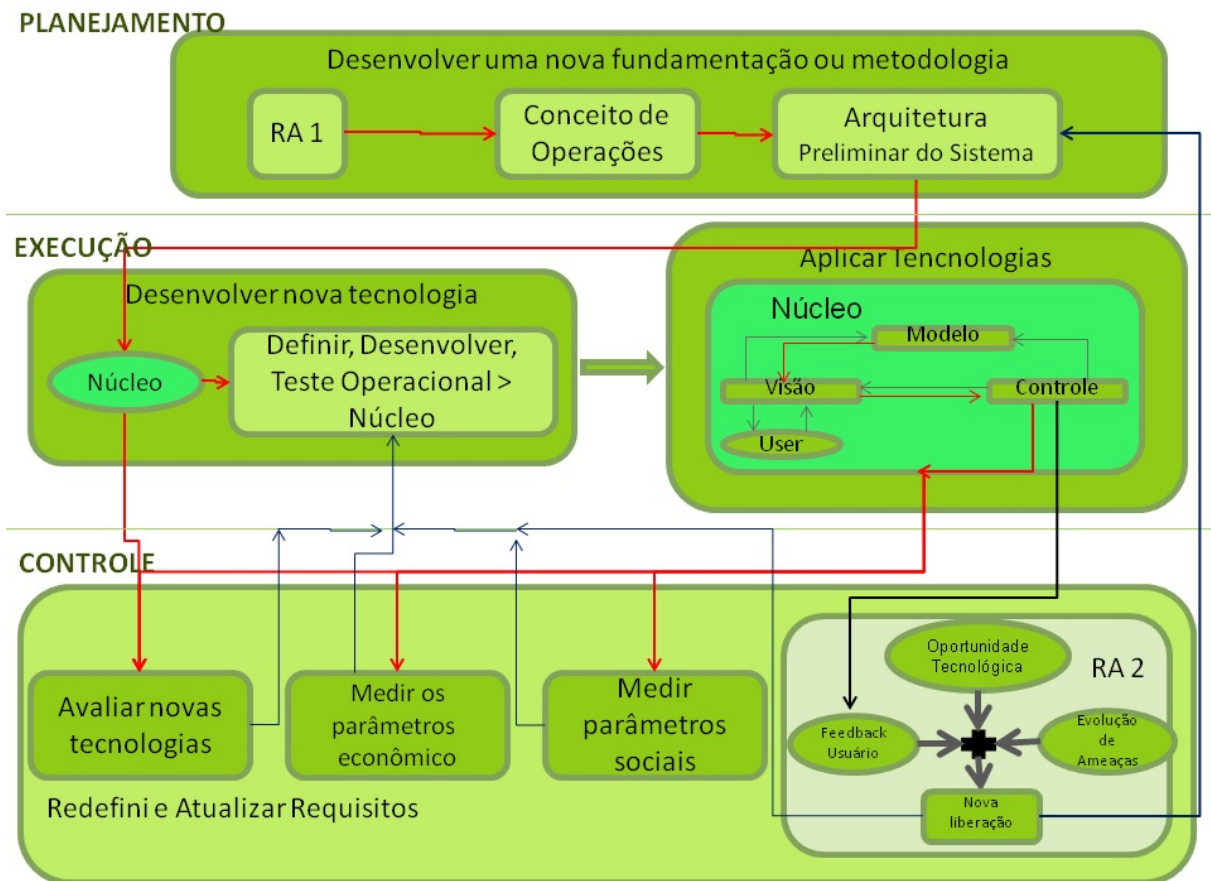 PLANEJAMENTO
Desenvolver uma nova fundamentação ou metodologia
RA 1
Conceito de
Operações
Arquitetura
Preliminar do Sistema
EXECUÇÃO
Desenvolver nova tecnologia
Núcleo
Definir, Desenvolver,
Teste Operacional >
Núcleo
Aplicar Tencnologias
Núcleo
Modelo
Visão
Controle
User
CONTROLE
Avaliar novas
tecnologias
Medir os
parâmetros
econômico
Medir
parâmetros
sociais
Redefini e Atualizar Requisitos
Oportunidade
Tecnológica
RA 2
Feedback
Usuário
Evolução
de
Ameaças
Nova
liberação